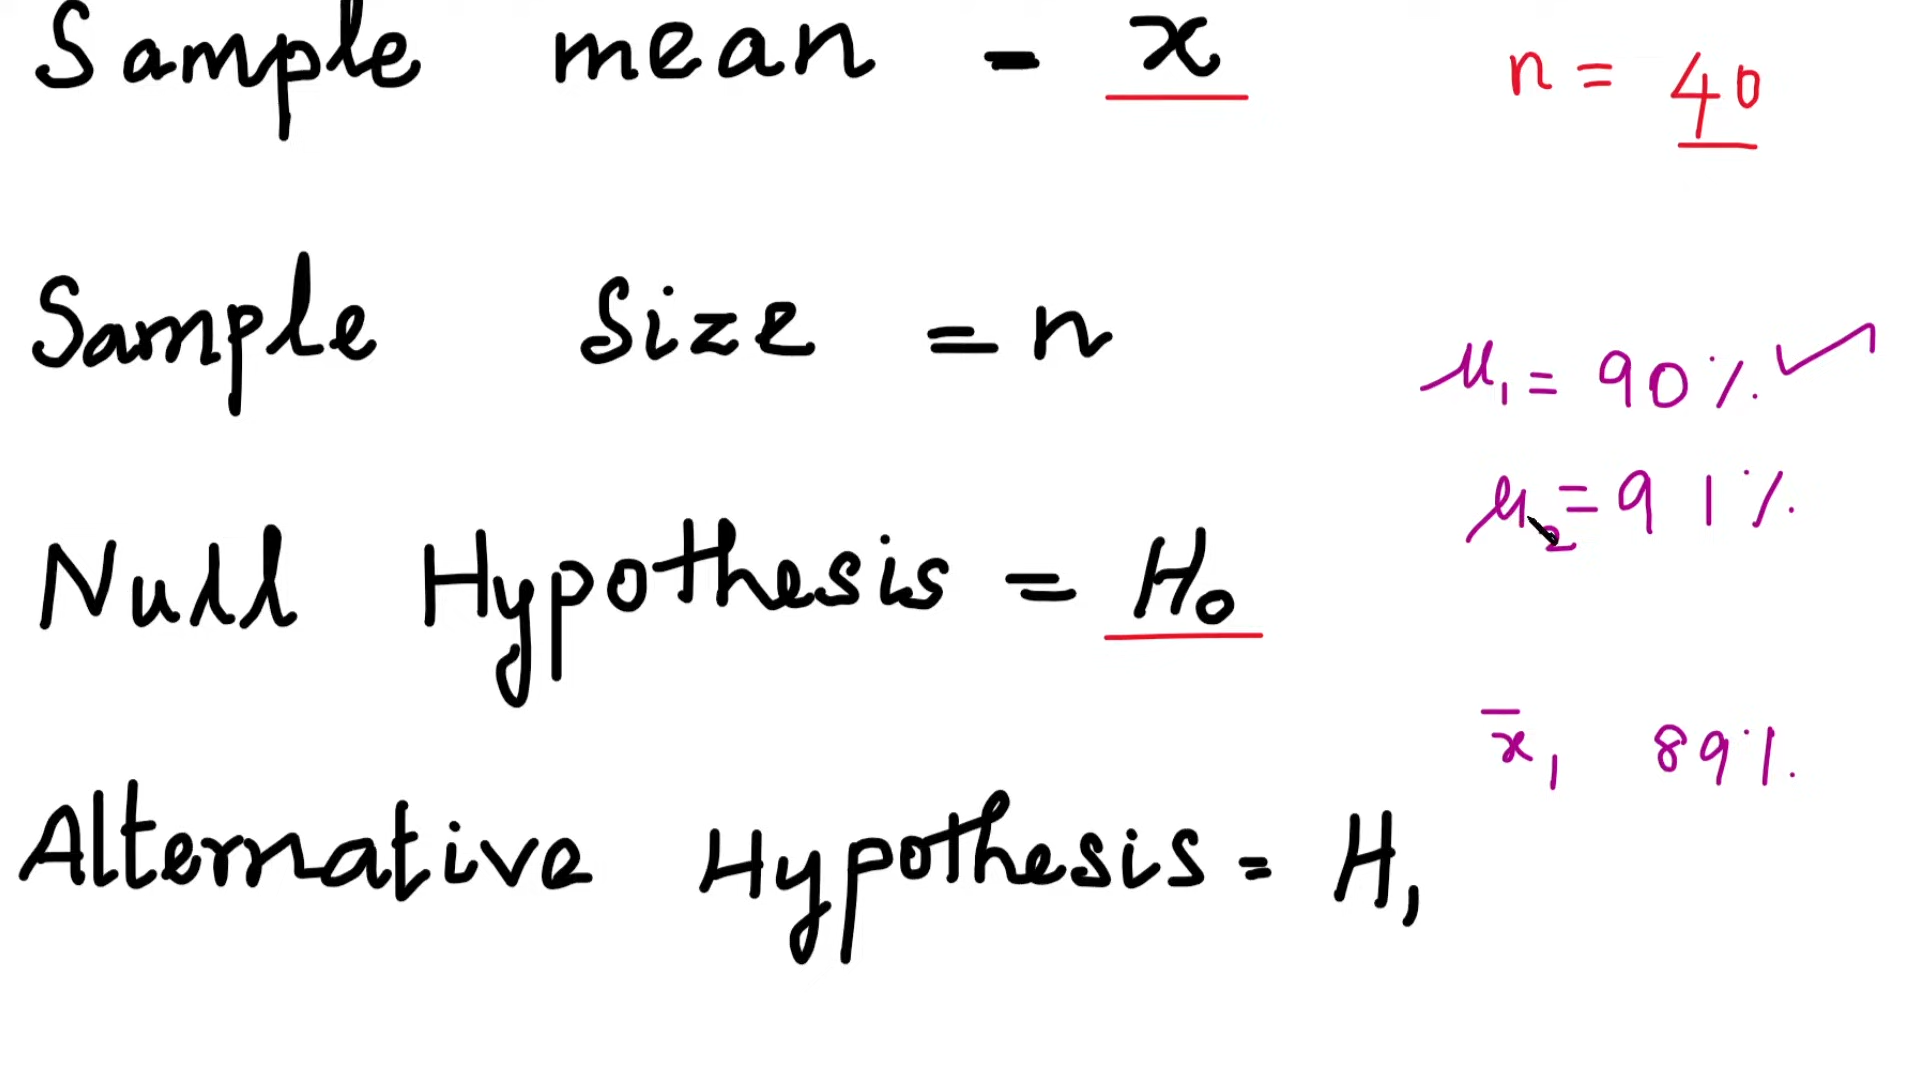 Sample mean - x
n = 40
Sample Size = n
μ₁ = 90%
μ₂ = 91%
Null Hypothesis = H₀
x̄₁ 89%
Alternative Hypothesis = H₁